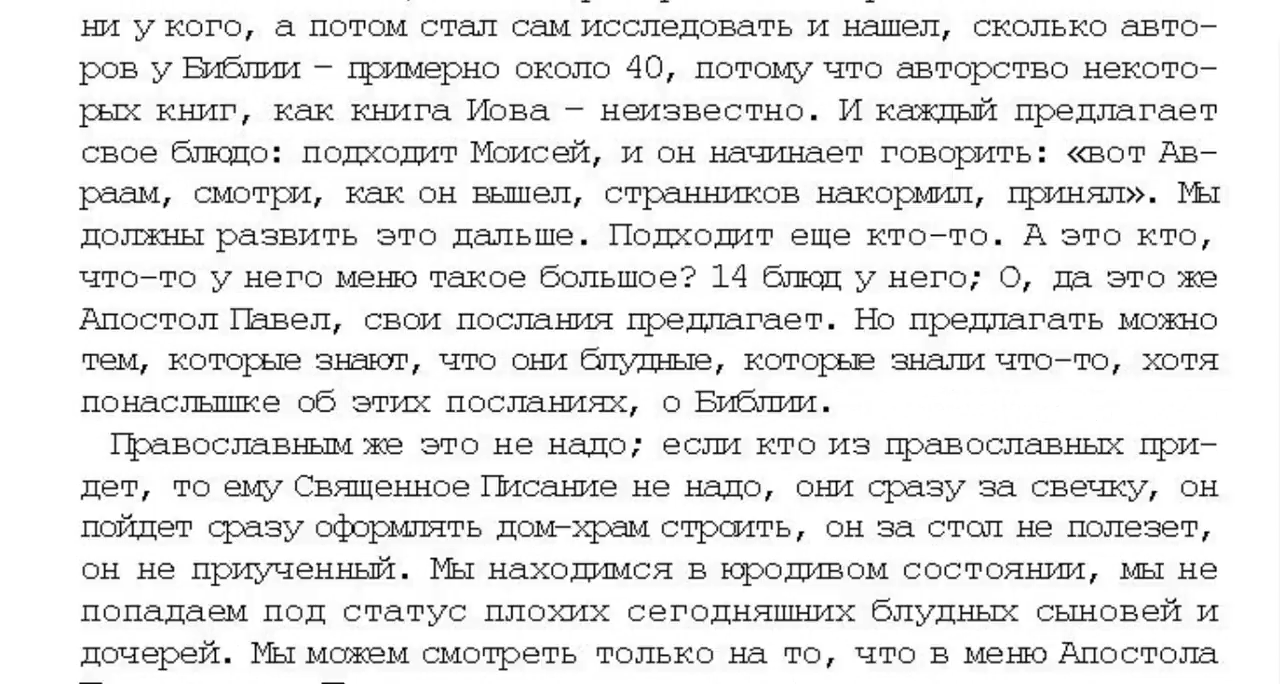 ни у кого, а потом стал сам исследовать и нашел, сколько авто-
ров у Библии – примерно около 40, потому что авторство некото-
рых книг, как книга Иова – неизвестно. И каждый предлагает
свое блюдо: подходит Моисей, и он начинает говорить: «вот Ав-
раам, смотри, как он вышел, странников накормил, принял». Мы
должны развить это дальше. Подходит еще кто-то. А это кто,
что-то у него меню такое большое? 14 блюд у него; О, да это же
Апостол Павел, свои послания предлагает. Но предлагать можно
тем, которые знают, что они блудные, которые знали что-то, хотя
понаслышке об этих посланиях, о Библии.
Православным же это не надо; если кто из православных при-
дет, то ему Священное Писание не надо, они сразу за свечку, он
пойдет сразу оформлять дом-храм строить, он за стол не полезет,
он не приученный. Мы находимся в юродивом состоянии, мы не
попадаем под статус плохих сегодняшних блудных сыновей и
дочерей. Мы можем смотреть только на то, что в меню Апостола